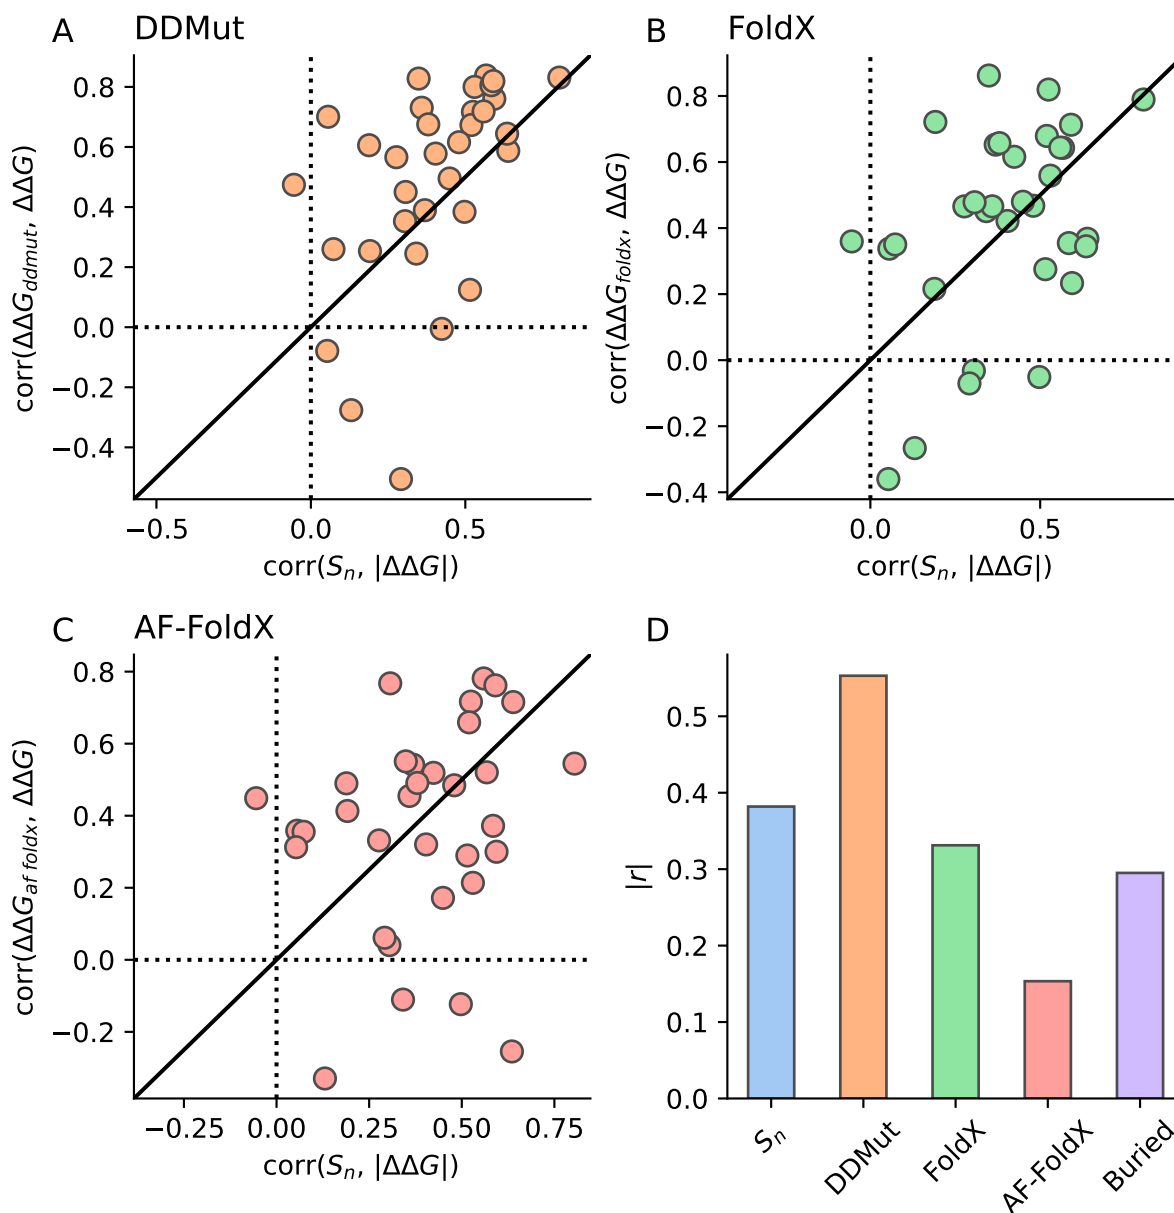 A DDMut
0.8
0.6
0.4
0.2
0.0
−0.2
−0.4
corr(ΔΔG_ddmut, ΔΔG)
−0.5 0.0 0.5
corr(S_n, |ΔΔG|)
B FoldX
0.8
0.6
0.4
0.2
0.0
−0.2
−0.4
corr(ΔΔG_foldx, ΔΔG)
0.0 0.5
corr(S_n, |ΔΔG|)
C AF-FoldX
0.8
0.6
0.4
0.2
0.0
−0.2
corr(ΔΔG_af foldx, ΔΔG)
−0.25 0.00 0.25 0.50 0.75
corr(S_n, |ΔΔG|)
D
0.5
0.4
0.3
0.2
0.1
0.0
|r|
S_n DDMut FoldX AF-FoldX Buried